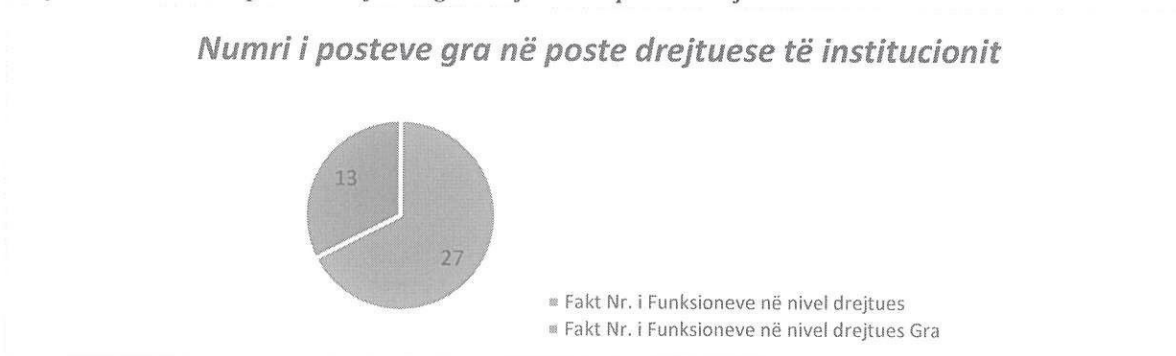 Numri i posteve gra në poste drejtuese të institucionit
13
27
Fakt Nr. i Funksioneve në nivel drejtues
Fakt Nr. i Funksioneve në nivel drejtues Gra